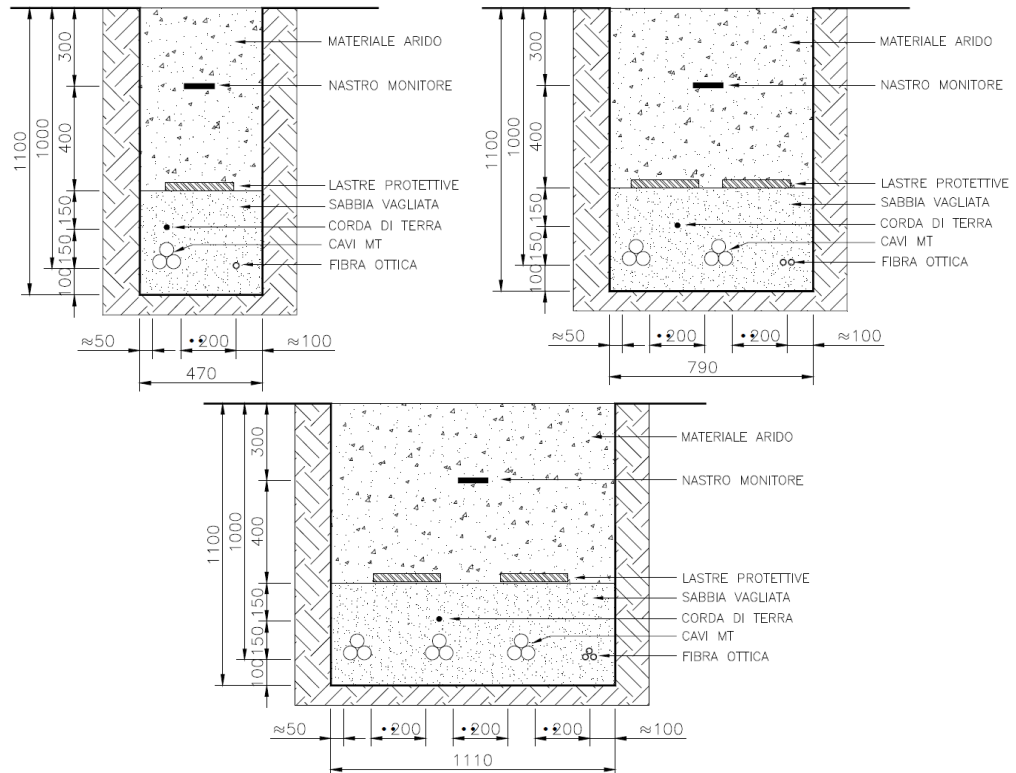 300
400
150
150
100
1000
1100
MATERIALE ARIDO
NASTRO MONITORE
LASTRE PROTETTIVE
SABBIA VAGLIATA
CORDA DI TERRA
CAVI MT
FIBRA OTTICA
≈50 200 ≈100
470
300
400
150
150
100
1000
1100
MATERIALE ARIDO
NASTRO MONITORE
LASTRE PROTETTIVE
SABBIA VAGLIATA
CORDA DI TERRA
CAVI MT
FIBRA OTTICA
≈50 200 200 ≈100
790
300
400
150
150
100
1000
1100
MATERIALE ARIDO
NASTRO MONITORE
LASTRE PROTETTIVE
SABBIA VAGLIATA
CORDA DI TERRA
CAVI MT
FIBRA OTTICA
≈50 200 200 200 ≈100
1110